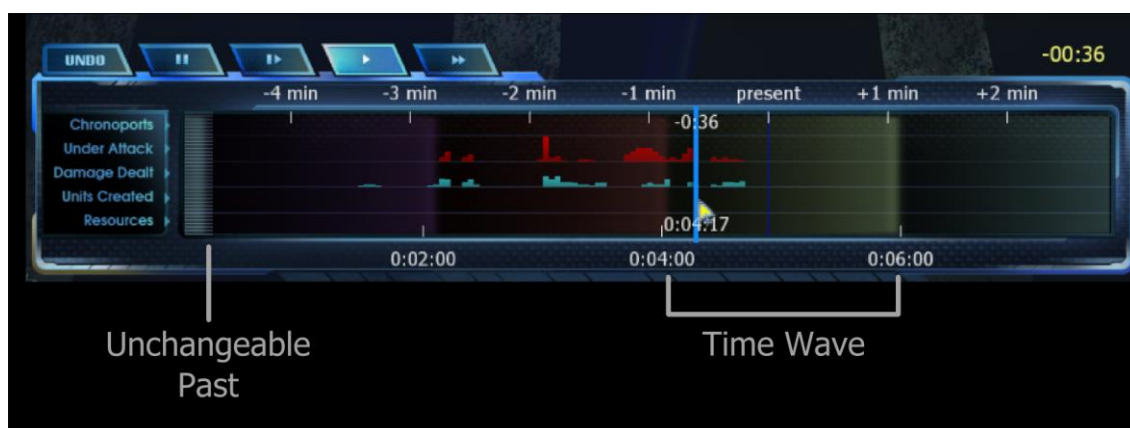 UNDO
-00:36
-4 min -3 min -2 min -1 min present +1 min +2 min
Chronoports
-0:36
Under Attack
Damage Dealt
Units Created
Resources
0:04:17
0:02:00 0:04:00 0:06:00
Unchangeable
Past
Time Wave